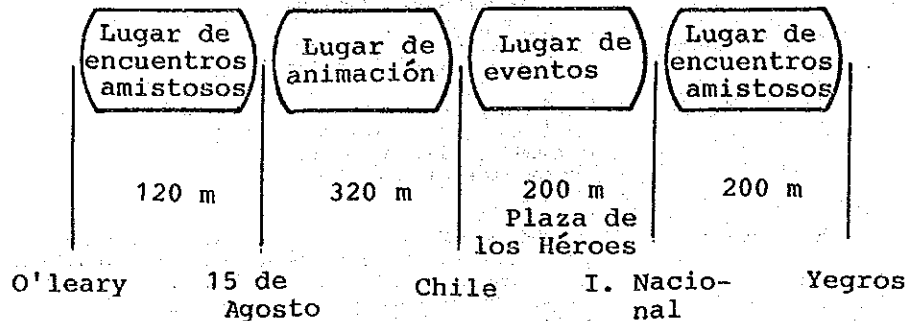 Lugar de
encuentros
amistosos
Lugar de
animación
Lugar de
eventos
Lugar de
encuentros
amistosos
120 m
320 m
200 m
Plaza de
los Héroes
200 m
O'leary
15 de
Agosto
Chile
I. Nacio-
nal
Yegros